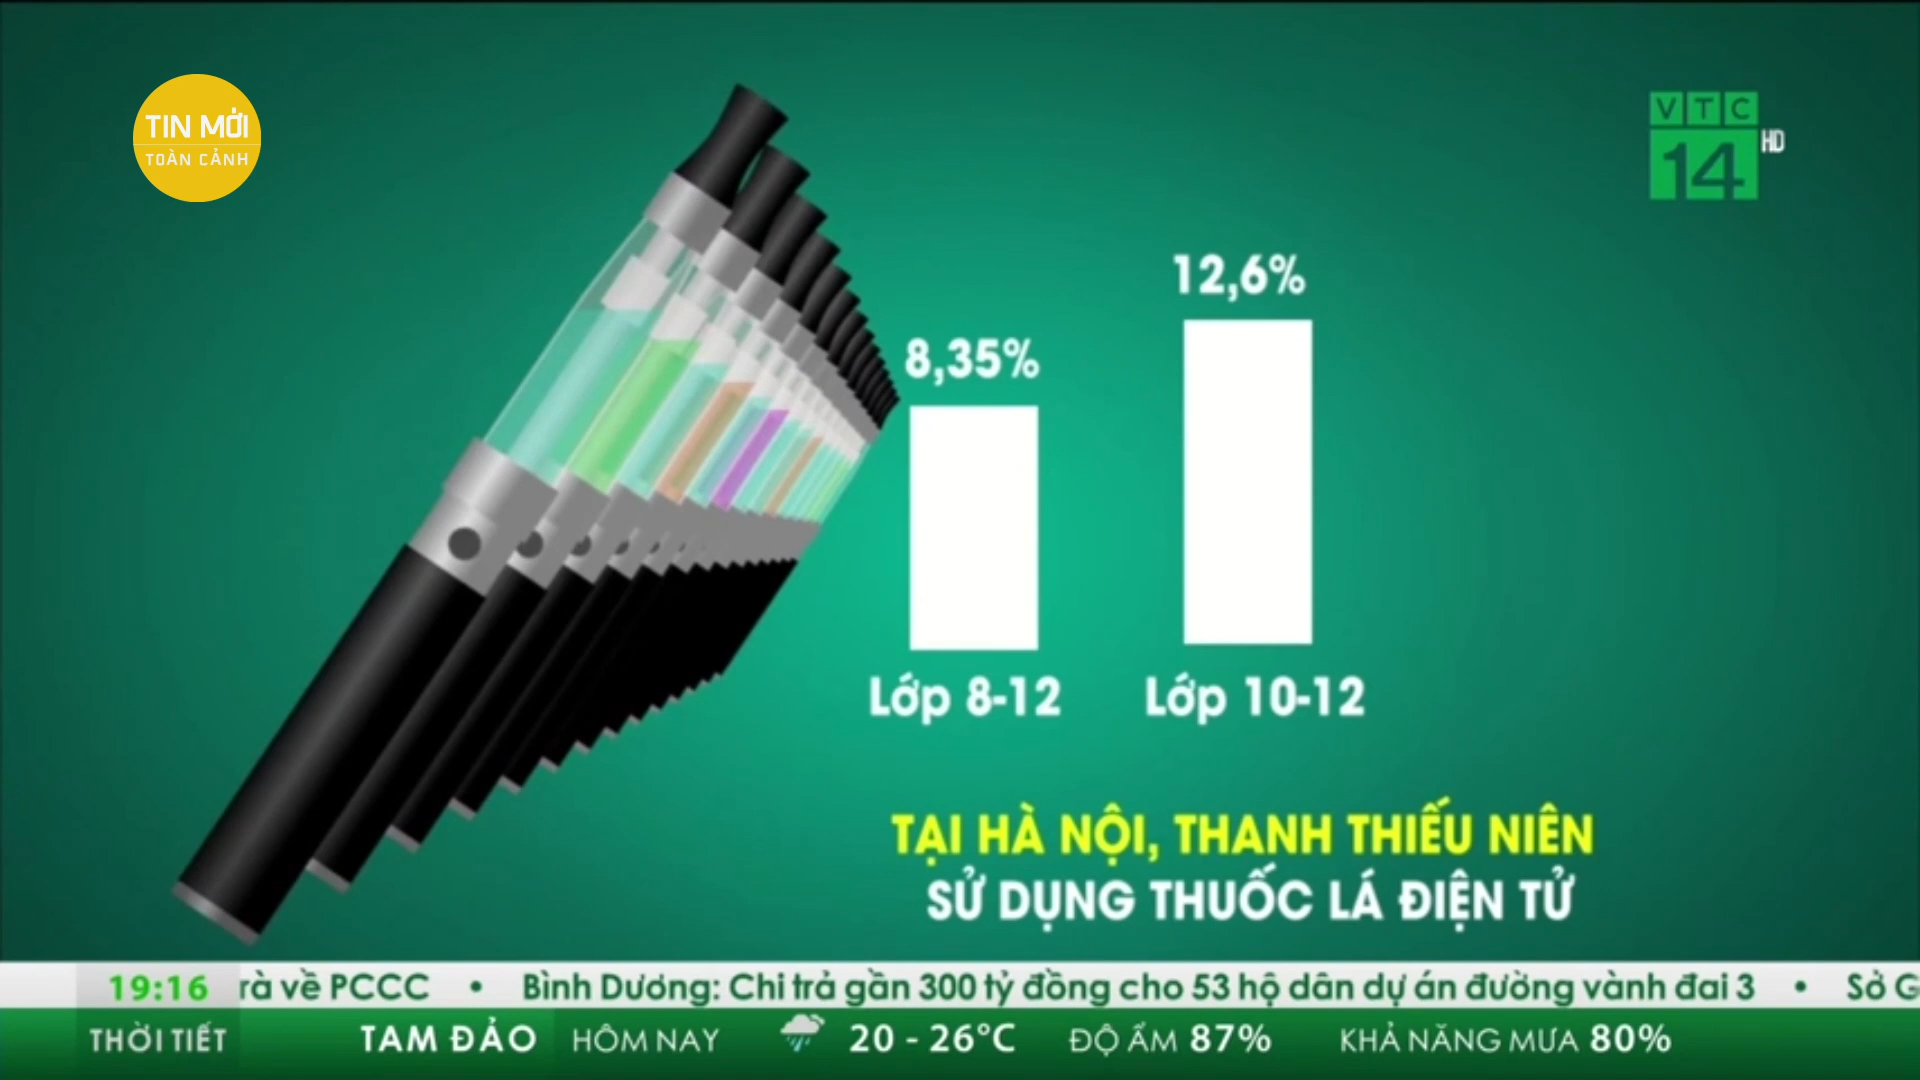 TIN MỚI
TOÀN CẢNH
VTC
14 HD
12,6%
8,35%
Lớp 8-12 Lớp 10-12
TẠI HÀ NỘI, THANH THIẾU NIÊN
SỬ DỤNG THUỐC LÁ ĐIỆN TỬ
19:16 rà về PCCC • Bình Dương: Chi trả gần 300 tỷ đồng cho 53 hộ dân dự án đường vành đai 3 • Sở G
THỜI TIẾT TAM ĐẢO HÔM NAY 20 - 26°C ĐỘ ẨM 87% KHẢ NĂNG MƯA 80%